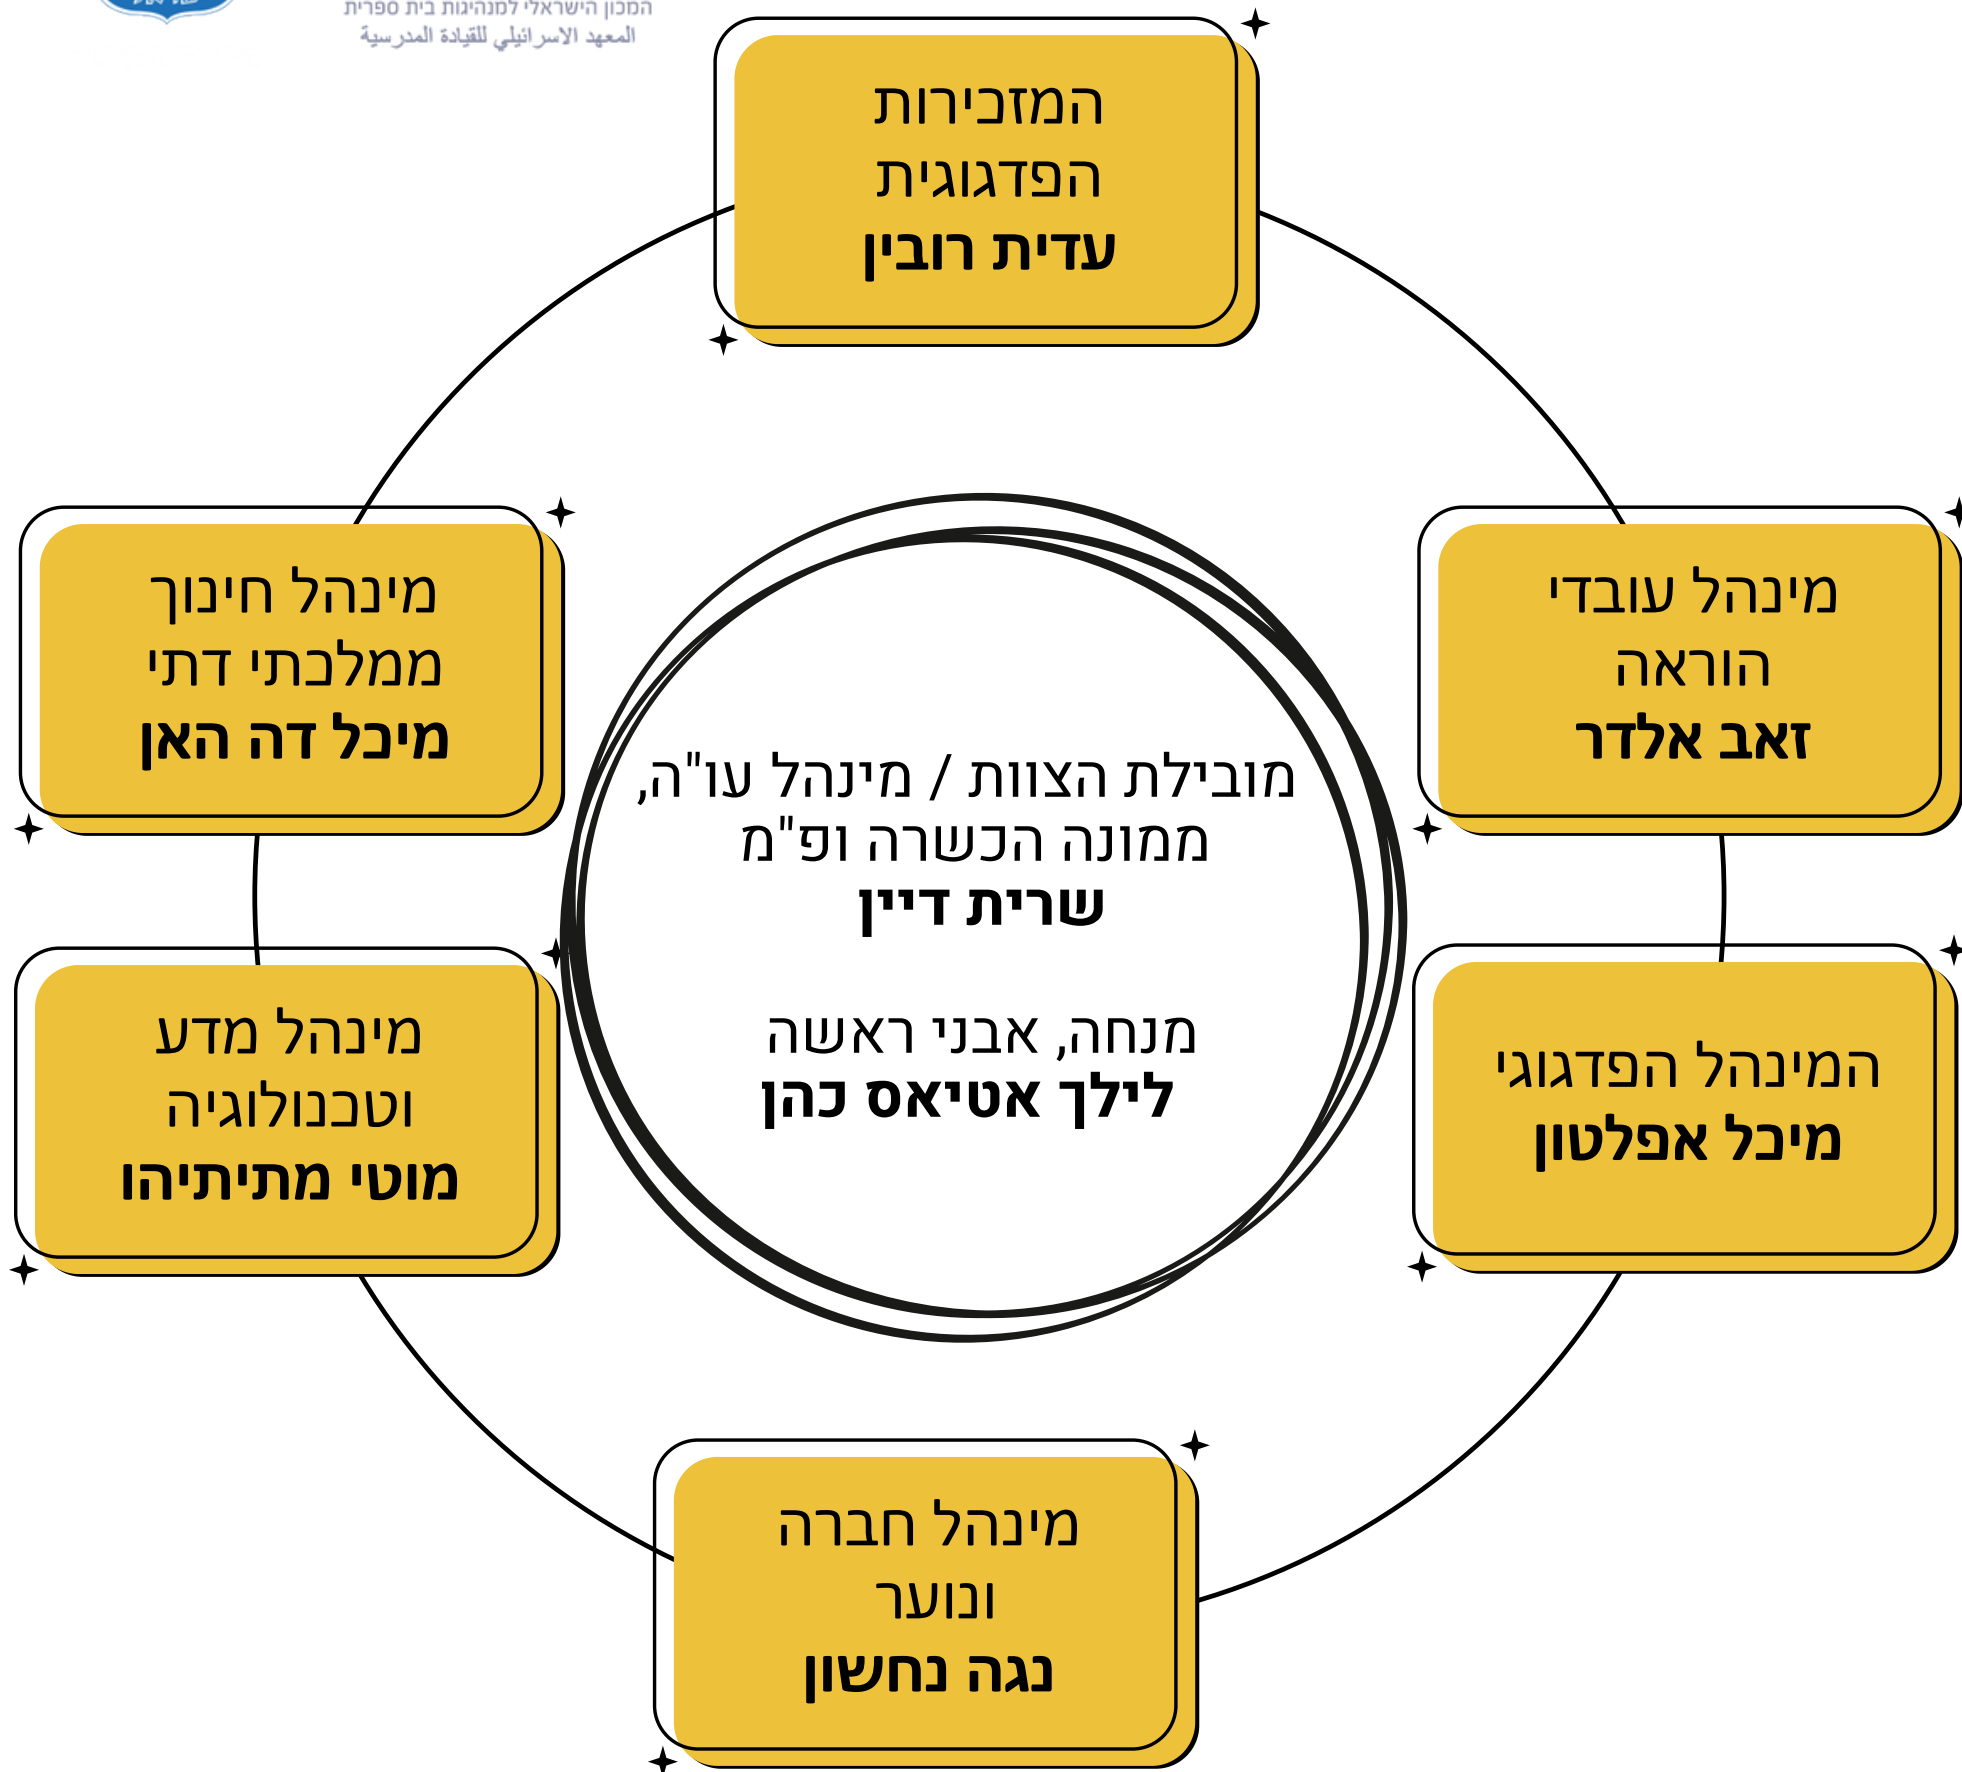 המכון הישראלי למנהיגות בית ספרית
المعهد الاسرائيلي للقيادة المدرسية
המזכירות
הפדגוגית
עדית רובין
מינהל עובדי
הוראה
זאב אלדר
מינהל חינוך
ממלכתי דתי
מיכל דה האן
מובילת הצוות / מינהל עו"ה,
ממונה הכשרה ופ"מ
שרית דיין
מנחה, אבני ראשה
לילך אטיאס כהן
המינהל הפדגוגי
מיכל אפלטון
מינהל מדע
וטכנולוגיה
מוטי מתיתיהו
מינהל חברה
ונוער
נגה נחשון